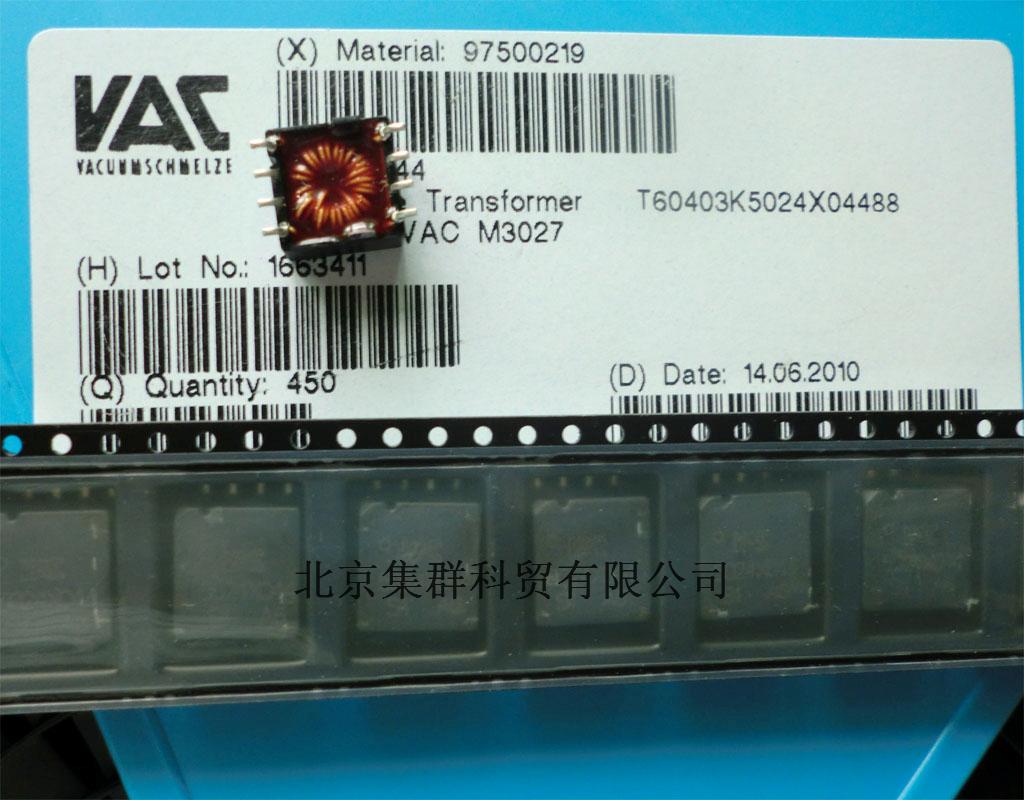 (X) Material: 97500219
VAC
VACUUMSCHMELZE
44
Transformer T60403K5024X04488
VAC M3027
(H) Lot No.: 1663411
(Q) Quantity: 450
(D) Date: 14.06.2010
北京集群科贸有限公司